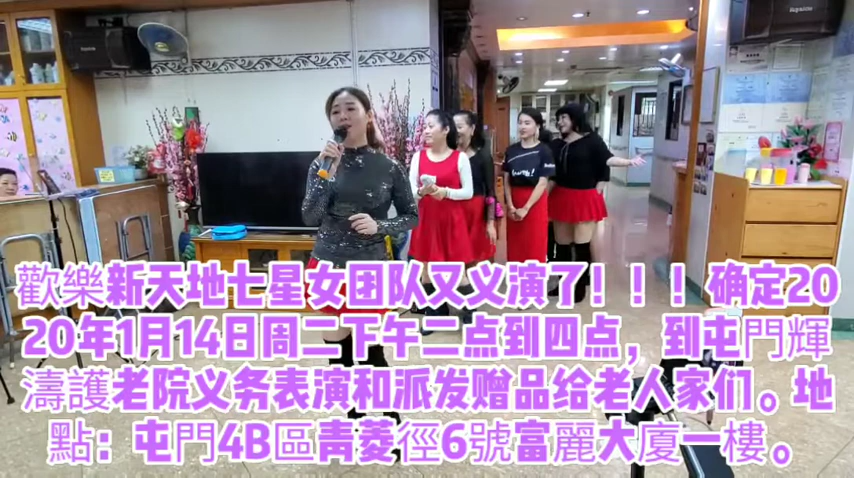 歡樂新天地七星女团队又义演了！！！确定20
20年1月14日周二下午二点到四点，到屯門輝
濤護老院义务表演和派发赠品给老人家们。地
點：屯門4B區青菱徑6號富麗大廈一樓。